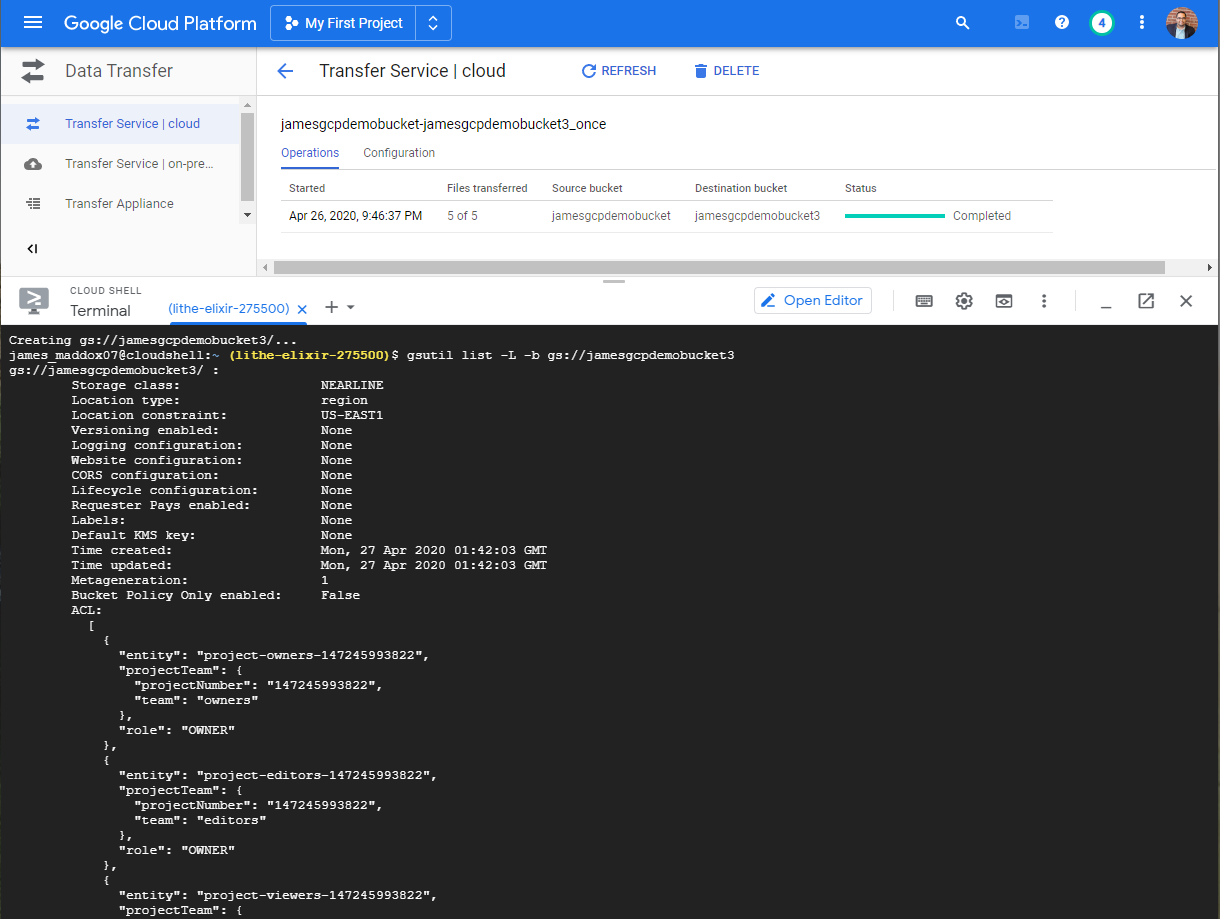 Google Cloud Platform My First Project 4
Data Transfer
Transfer Service | cloud REFRESH DELETE
Transfer Service | cloud
Transfer Service | on-pre...
Transfer Appliance
jamesgcpdemobucket-jamesgcpdemobucket3_once
Operations Configuration
Started Files transferred Source bucket Destination bucket Status
Apr 26, 2020, 9:46:37 PM 5 of 5 jamesgcpdemobucket jamesgcpdemobucket3 Completed
CLOUD SHELL
Terminal (lithe-elixir-275500) Open Editor
Creating gs://jamesgcpdemobucket3/...
james_maddox07@cloudshell:~ (lithe-elixir-275500)$ gsutil list -L -b gs://jamesgcpdemobucket3
gs://jamesgcpdemobucket3/ :
Storage class: NEARLINE
Location type: region
Location constraint: US-EAST1
Versioning enabled: None
Logging configuration: None
Website configuration: None
CORS configuration: None
Lifecycle configuration: None
Requester Pays enabled: None
Labels: None
Default KMS key: None
Time created: Mon, 27 Apr 2020 01:42:03 GMT
Time updated: Mon, 27 Apr 2020 01:42:03 GMT
Metageneration: 1
Bucket Policy Only enabled: False
ACL:
[
{
"entity": "project-owners-147245993822",
"projectTeam": {
"projectNumber": "147245993822",
"team": "owners"
},
"role": "OWNER"
},
{
"entity": "project-editors-147245993822",
"projectTeam": {
"projectNumber": "147245993822",
"team": "editors"
},
"role": "OWNER"
},
{
"entity": "project-viewers-147245993822",
"projectTeam": {